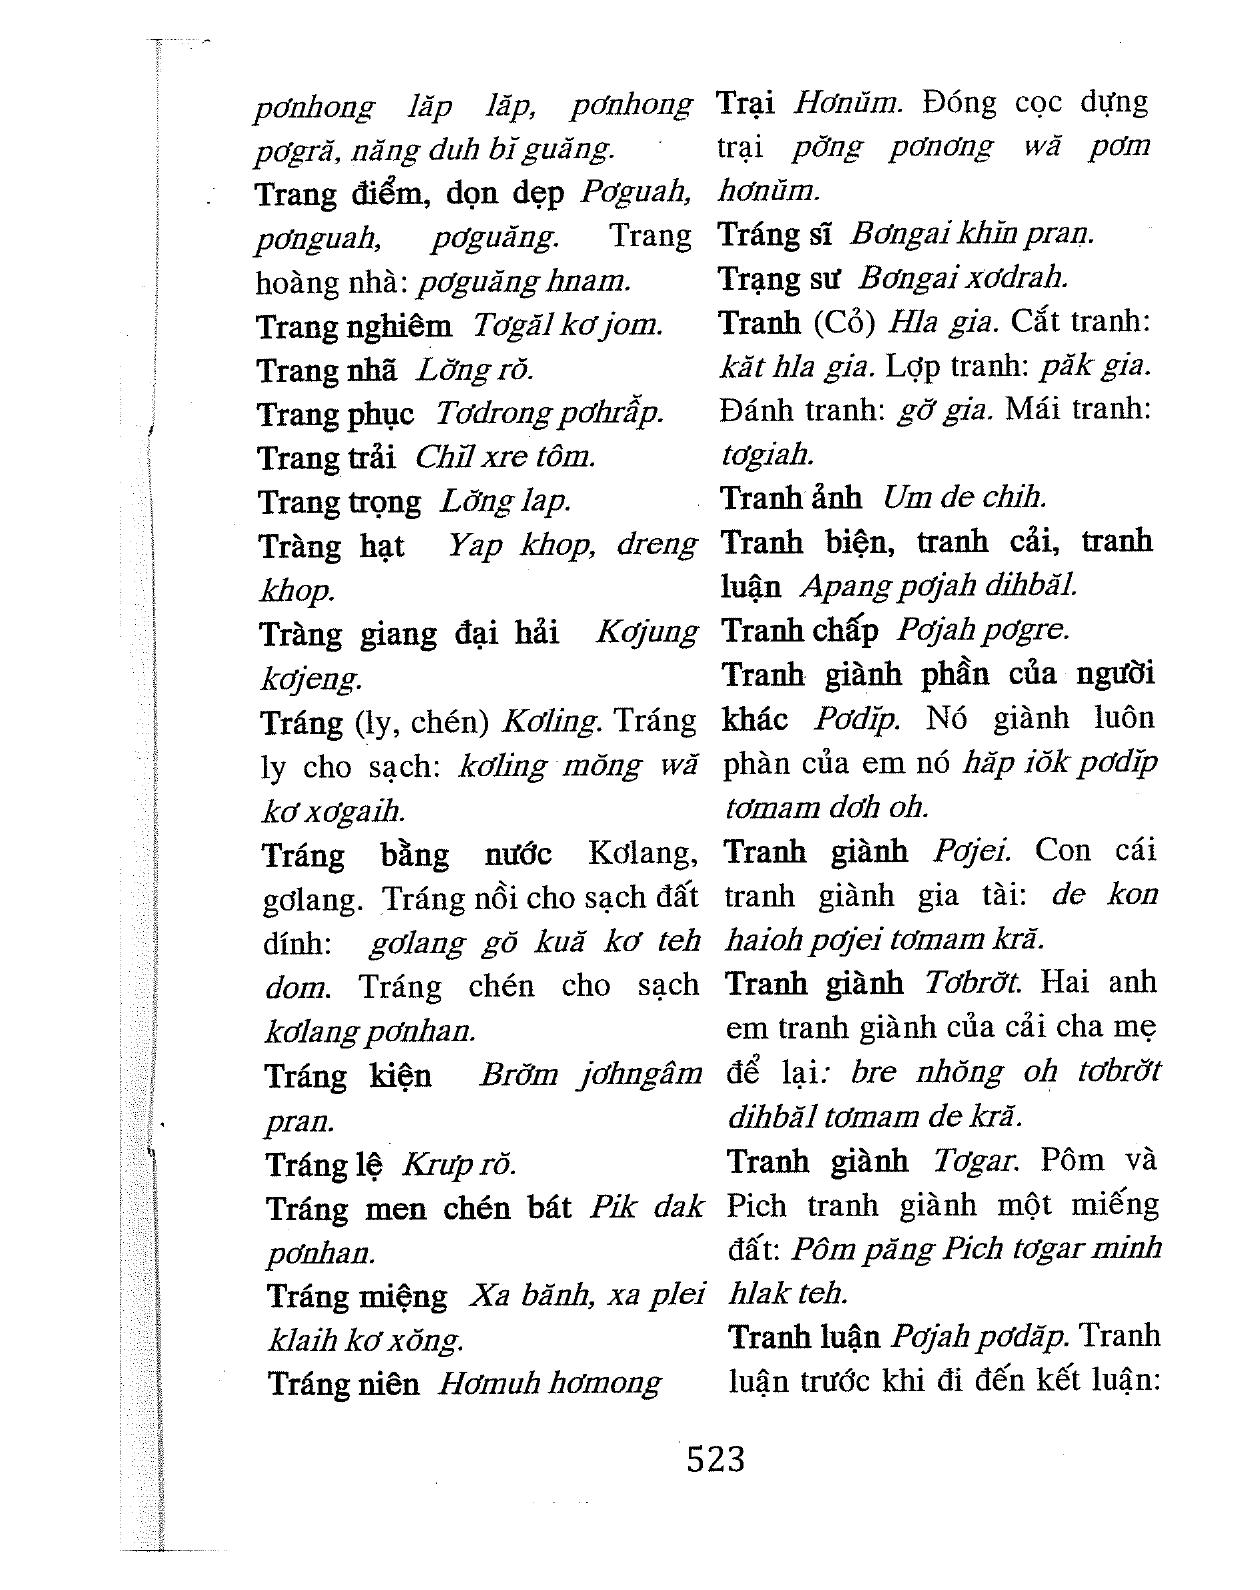 pơnhong lăp lăp, pơnhong
pơgră, năng duh bĭ guăng.
Trang điểm, dọn dẹp Pơguah,
pơnguah, pơguăng. Trang
hoàng nhà: pơguăng hnam.
Trang nghiêm Tơgăl kơ jom.
Trang nhã Lơ̆ng rŏ.
Trang phục Tơdrong pơhrẫp.
Trang trải Chĭl xre tôm.
Trang trọng Lơ̆ng lap.
Tràng hạt Yap khop, dreng
khop.
Tràng giang đại hải Kơjung
kơjeng.
Tráng (ly, chén) Kơling. Tráng
ly cho sạch: kơling mŏng wă
kơ xơgaih.
Tráng bằng nước Kơlang,
gơlang. Tráng nồi cho sạch đất
dính: gơlang gŏ kuă kơ teh
dom. Tráng chén cho sạch
kơlang pơnhan.
Tráng kiện Brơ̆m jơhngâm
pran.
Tráng lệ Krưp rŏ.
Tráng men chén bát Pik dak
pơnhan.
Tráng miệng Xa bănh, xa plei
klaih kơ xŏng.
Tráng niên Hơmuh hơmong
Trại Hơnŭm. Đóng cọc dựng
trại pơ̆ng pơnơng wă pơm
hơnŭm.
Tráng sĩ Bơngai khĭn pran.
Trạng sư Bơngai xơdrah.
Tranh (Cỏ) Hla gia. Cắt tranh:
kăt hla gia. Lợp tranh: păk gia.
Đánh tranh: gơ̆ gia. Mái tranh:
tơgiah.
Tranh ảnh Um de chih.
Tranh biện, tranh cải, tranh
luận Apang pơjah dihbăl.
Tranh chấp Pơjah pơgre.
Tranh giành phần của người
khác Pơdĭp. Nó giành luôn
phàn của em nó hăp iŏk pơdĭp
tơmam dơh oh.
Tranh giành Pơjei. Con cái
tranh giành gia tài: de kon
haioh pơjei tơmam kră.
Tranh giành Tơbrơ̆t. Hai anh
em tranh giành của cải cha mẹ
để lại: bre nhŏng oh tơbrơ̆t
dihbăl tơmam de kră.
Tranh giành Tơgar. Pôm và
Pich tranh giành một miếng
đất: Pôm păng Pich tơgar minh
hlak teh.
Tranh luận Pơjah pơdăp. Tranh
luận trước khi đi đến kết luận:
523